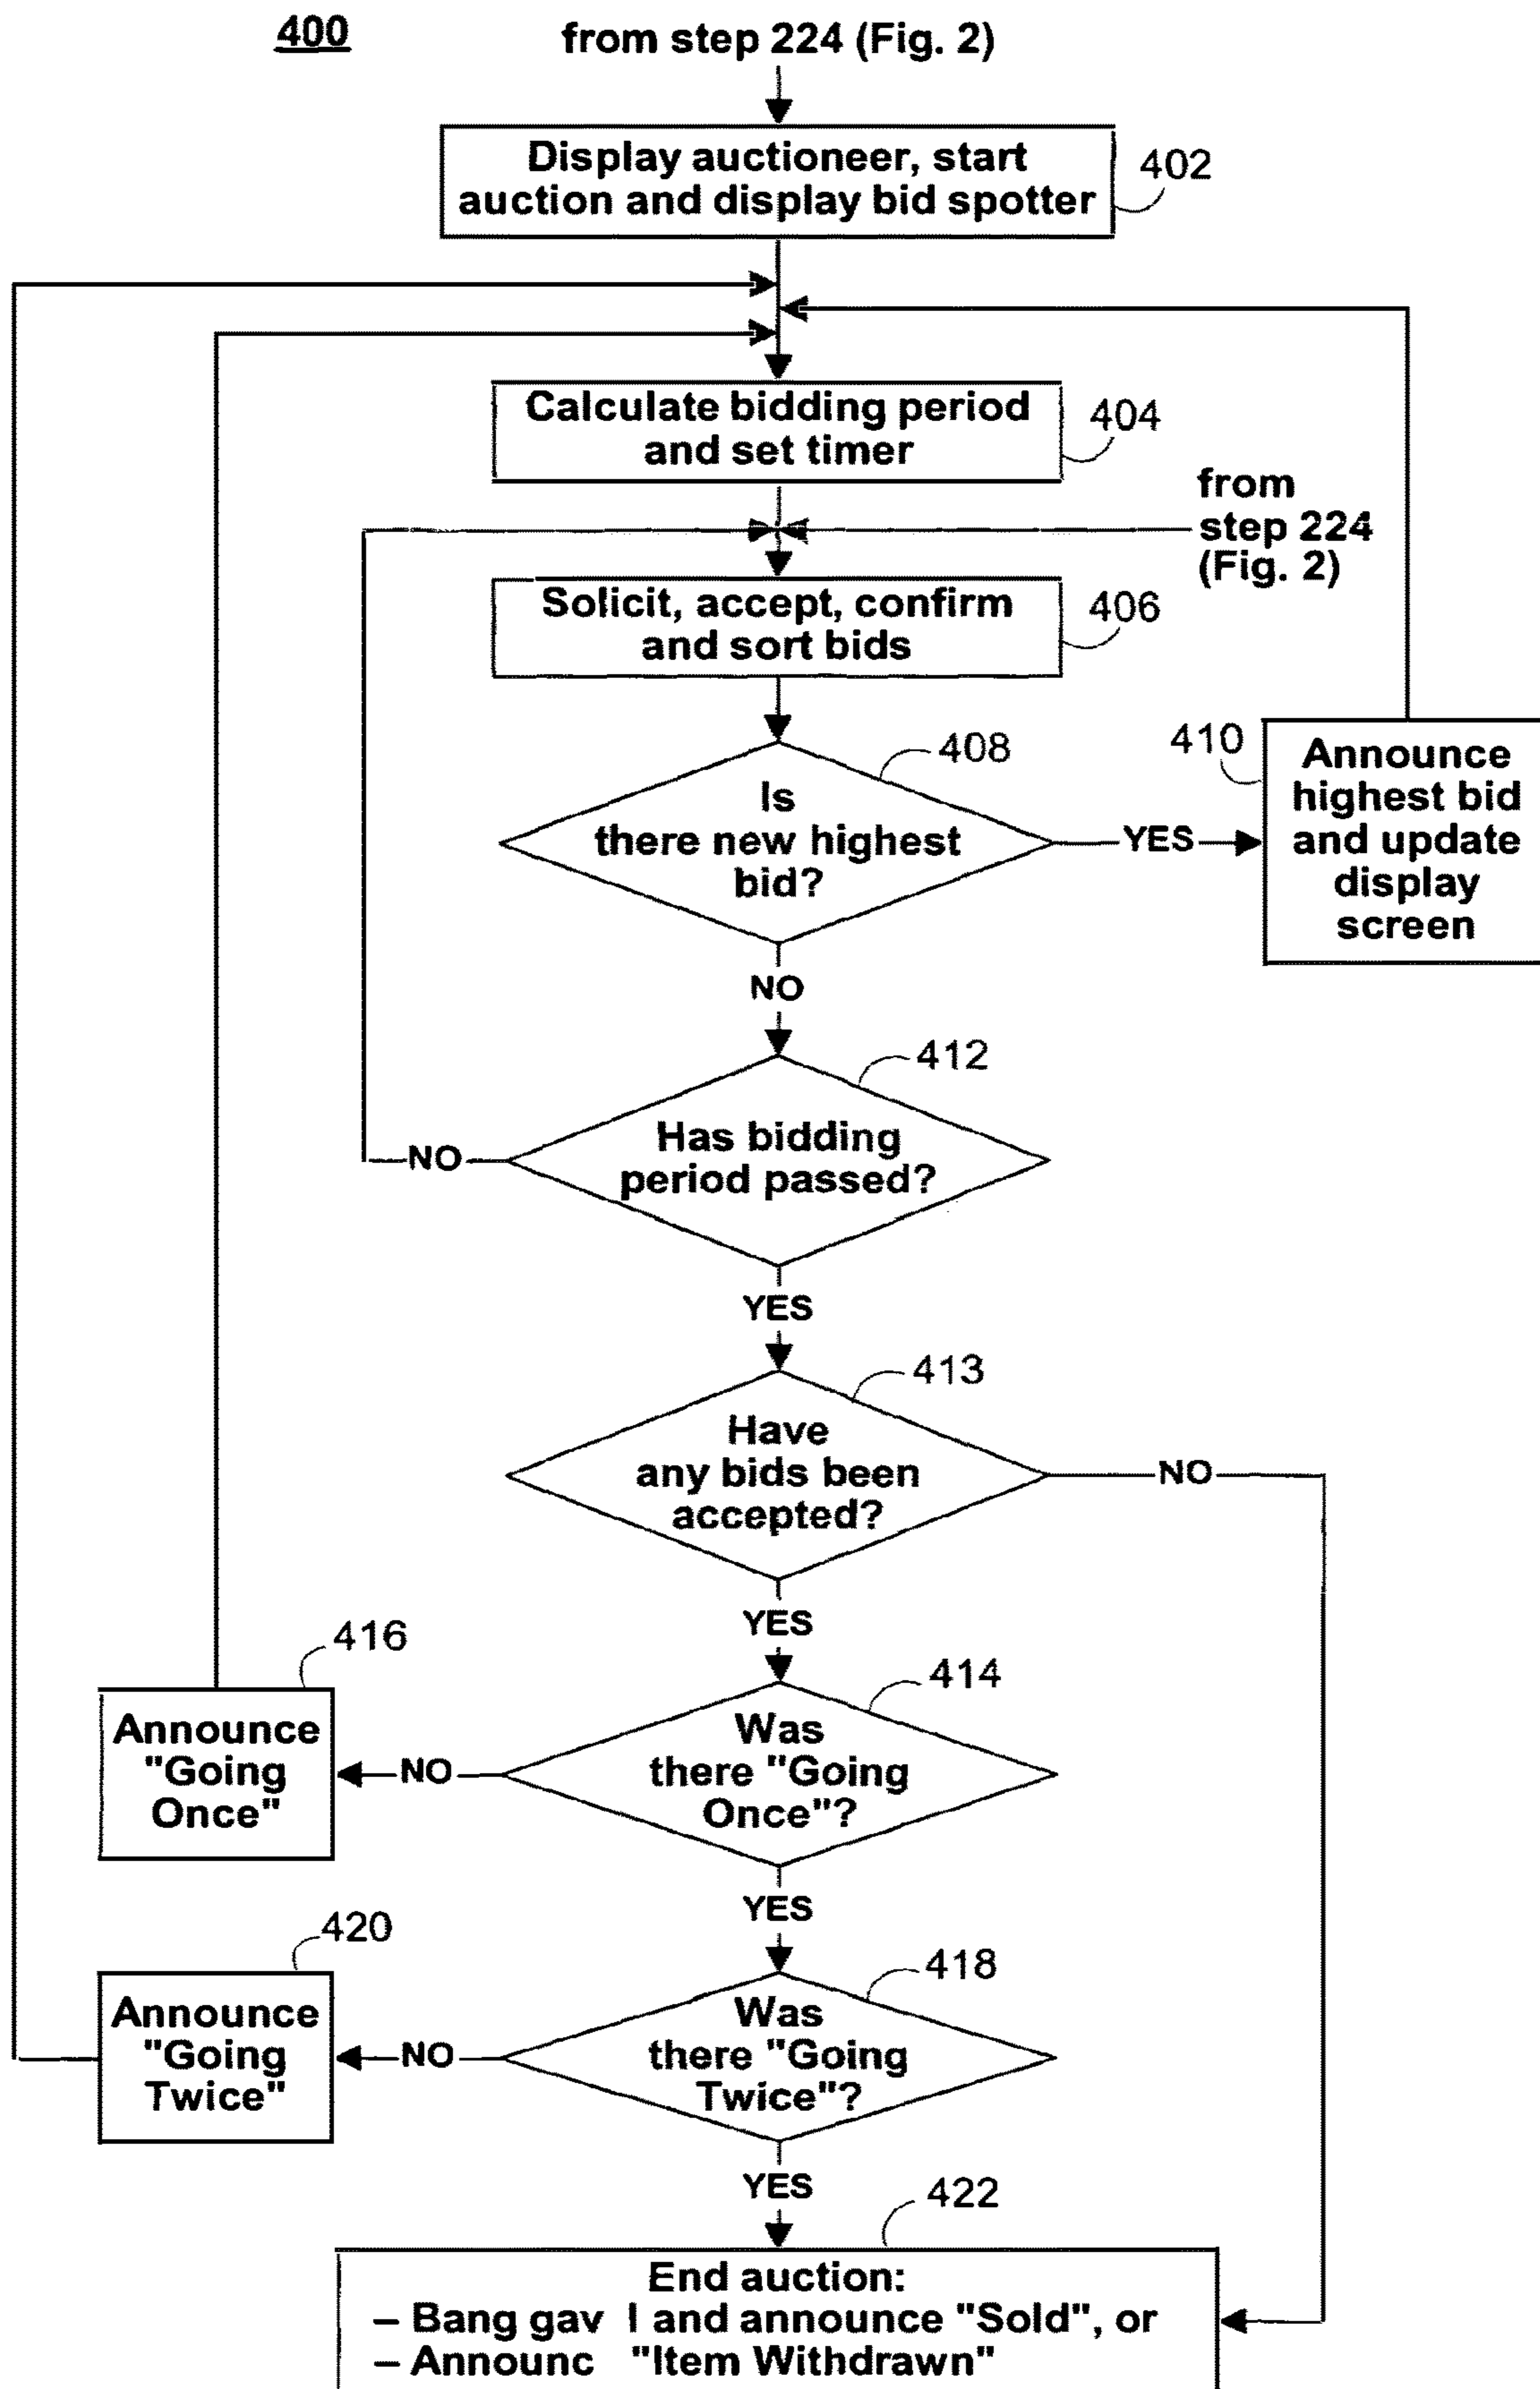 400
from step 224 (Fig. 2)
Display auctioneer, start
auction and display bid spotter
402
Calculate bidding period
and set timer
404
from
step 224
(Fig. 2)
Solicit, accept, confirm
and sort bids
406
408
Is
there new highest
bid?
YES
410
Announce
highest bid
and update
display
screen
NO
412
Has bidding
period passed?
NO
YES
413
Have
any bids been
accepted?
NO
YES
416
Announce
"Going
Once"
NO
414
Was
there "Going
Once"?
YES
420
Announce
"Going
Twice"
NO
418
Was
there "Going
Twice"?
YES
422
End auction:
– Bang gav l and announce "Sold", or
– Announc "Item Withdrawn"